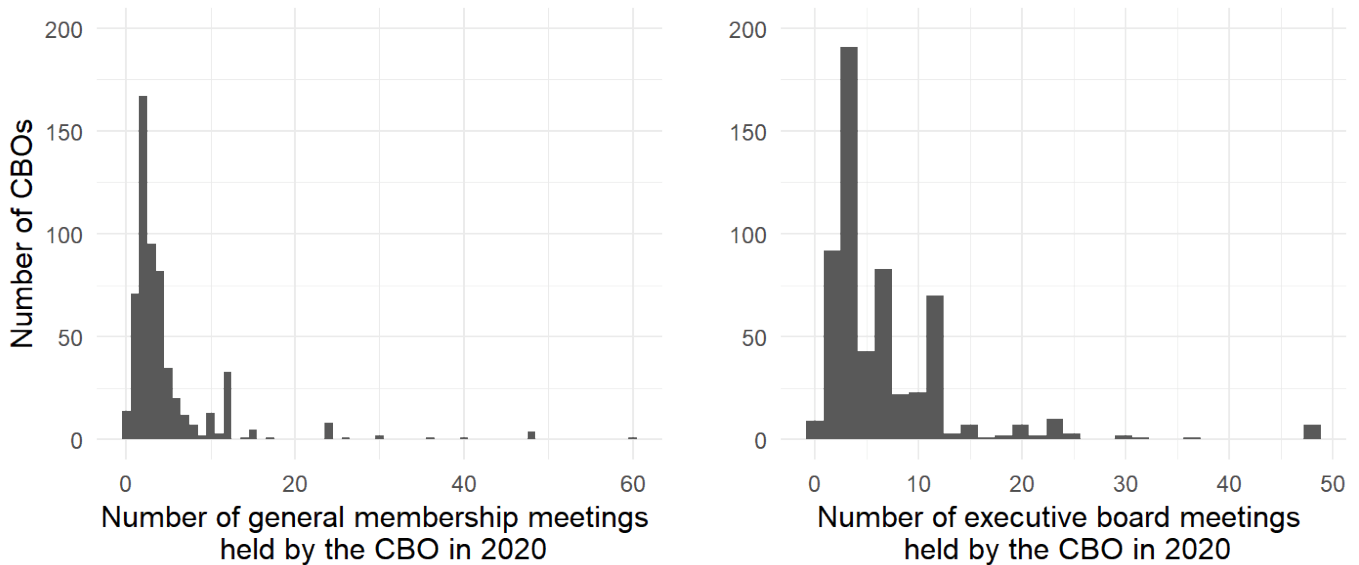 Number of CBOs
200
150
100
50
0
0 20 40 60
Number of general membership meetings
held by the CBO in 2020
200
150
100
50
0
0 10 20 30 40 50
Number of executive board meetings
held by the CBO in 2020